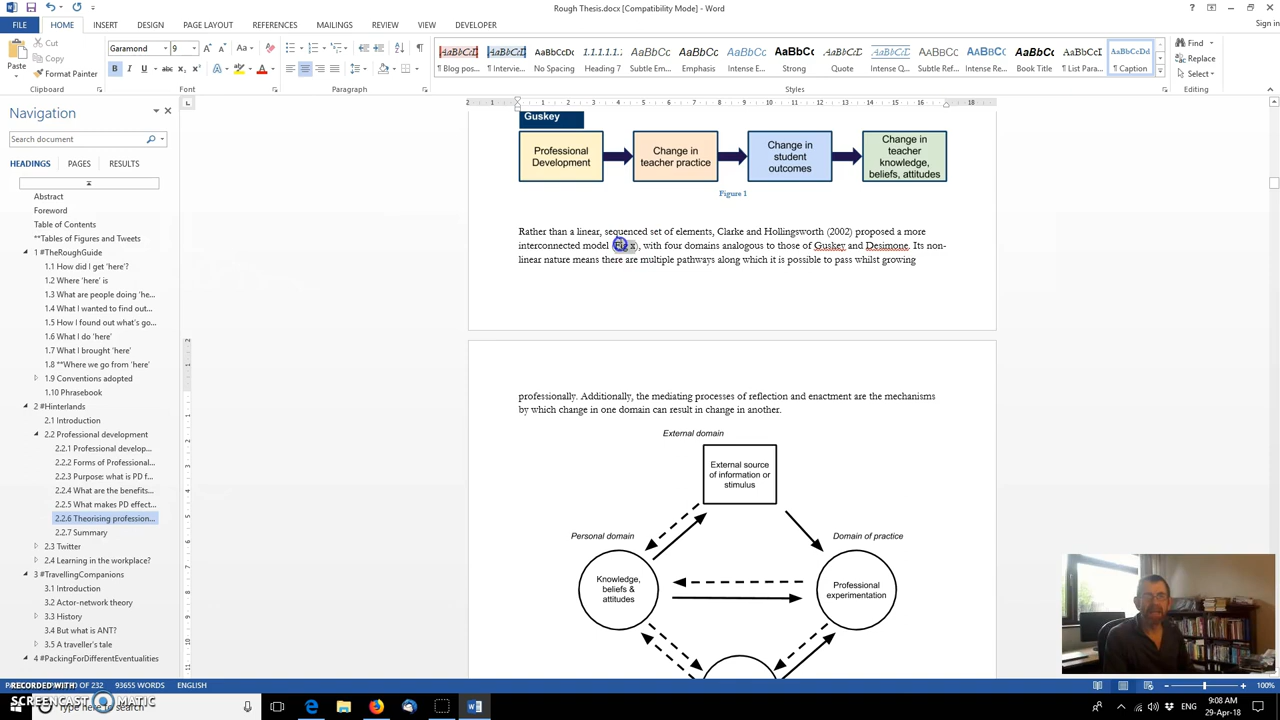 Rough Thesis.docx [Compatibility Mode] - Word
Sign in
FILE HOME INSERT DESIGN PAGE LAYOUT REFERENCES MAILINGS REVIEW VIEW DEVELOPER
Paste
Cut
Copy
Format Painter
Clipboard
Garamond 9
Font
Paragraph
¶ Blog pos... ¶ Intervie... No Spacing Heading 7 Subtle Em... Emphasis Intense E... Strong Quote Intense Q... Subtle Ref... Intense Re... Book Title ¶ List Para... ¶ Caption
Styles
Find
Replace
Select
Editing
Navigation
Search document
HEADINGS PAGES RESULTS
Abstract
Foreword
Table of Contents
**Tables of Figures and Tweets
1 #TheRoughGuide
1.1 How did I get 'here'?
1.2 Where 'here' is
1.3 What are people doing 'he...
1.4 What I wanted to find out...
1.5 How I found out what's go...
1.6 What I do 'here'
1.7 What I brought 'here'
1.8 **Where we go from 'here'
1.9 Conventions adopted
1.10 Phrasebook
2 #Hinterlands
2.1 Introduction
2.2 Professional development
2.2.1 Professional develop...
2.2.2 Forms of Professional...
2.2.3 Purpose: what is PD f...
2.2.4 What are the benefits...
2.2.5 What makes PD effect...
2.2.6 Theorising profession...
2.2.7 Summary
2.3 Twitter
2.4 Learning in the workplace?
3 #TravellingCompanions
3.1 Introduction
3.2 Actor-network theory
3.3 History
3.4 But what is ANT?
3.5 A traveller's tale
4 #PackingForDifferentEventualities
Guskey
Professional Development
Change in teacher practice
Change in student outcomes
Change in teacher knowledge, beliefs, attitudes
Figure 1
Rather than a linear, sequenced set of elements, Clarke and Hollingsworth (2002) proposed a more
interconnected model , with four domains analogous to those of Guskey and Desimone. Its non-
linear nature means there are multiple pathways along which it is possible to pass whilst growing
professionally. Additionally, the mediating processes of reflection and enactment are the mechanisms
by which change in one domain can result in change in another.
External domain
External source
of information or
stimulus
Personal domain
Domain of practice
Knowledge,
beliefs &
attitudes
Professional
experimentation
OF 232 93655 WORDS ENGLISH
100%
RECORDED WITH
SCREENCAST MATIC
9:08 AM
29-Apr-18